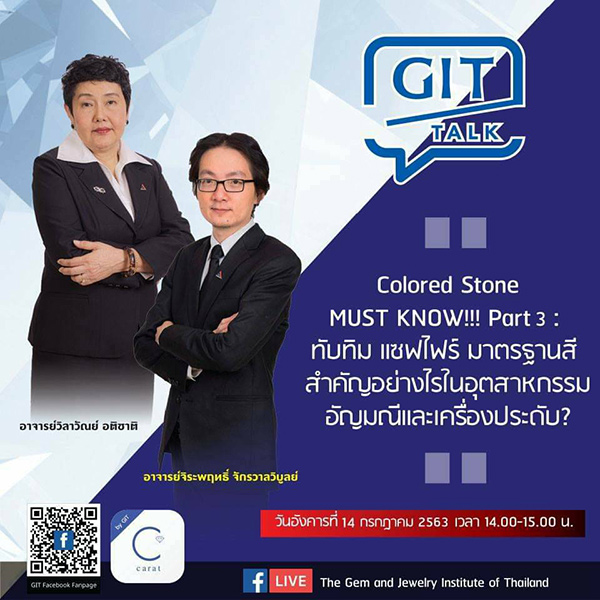 GIT
TALK
Colored Stone
MUST KNOW!!! Part 3 :
ทับทิม แซฟไฟร์ มาตรฐานสี
สำคัญอย่างไรในอุตสาหกรรม
อัญมณีและเครื่องประดับ?
อาจารย์วิลาวัณย์ อติชาติ
อาจารย์จิระพฤทธิ์ จักรวาลวิบูลย์
วันอังคารที่ 14 กรกฎาคม 2563 เวลา 14.00-15.00 น.
GIT Facebook Fanpage
by GIT
carat
f LIVE The Gem and Jewelry Institute of Thailand